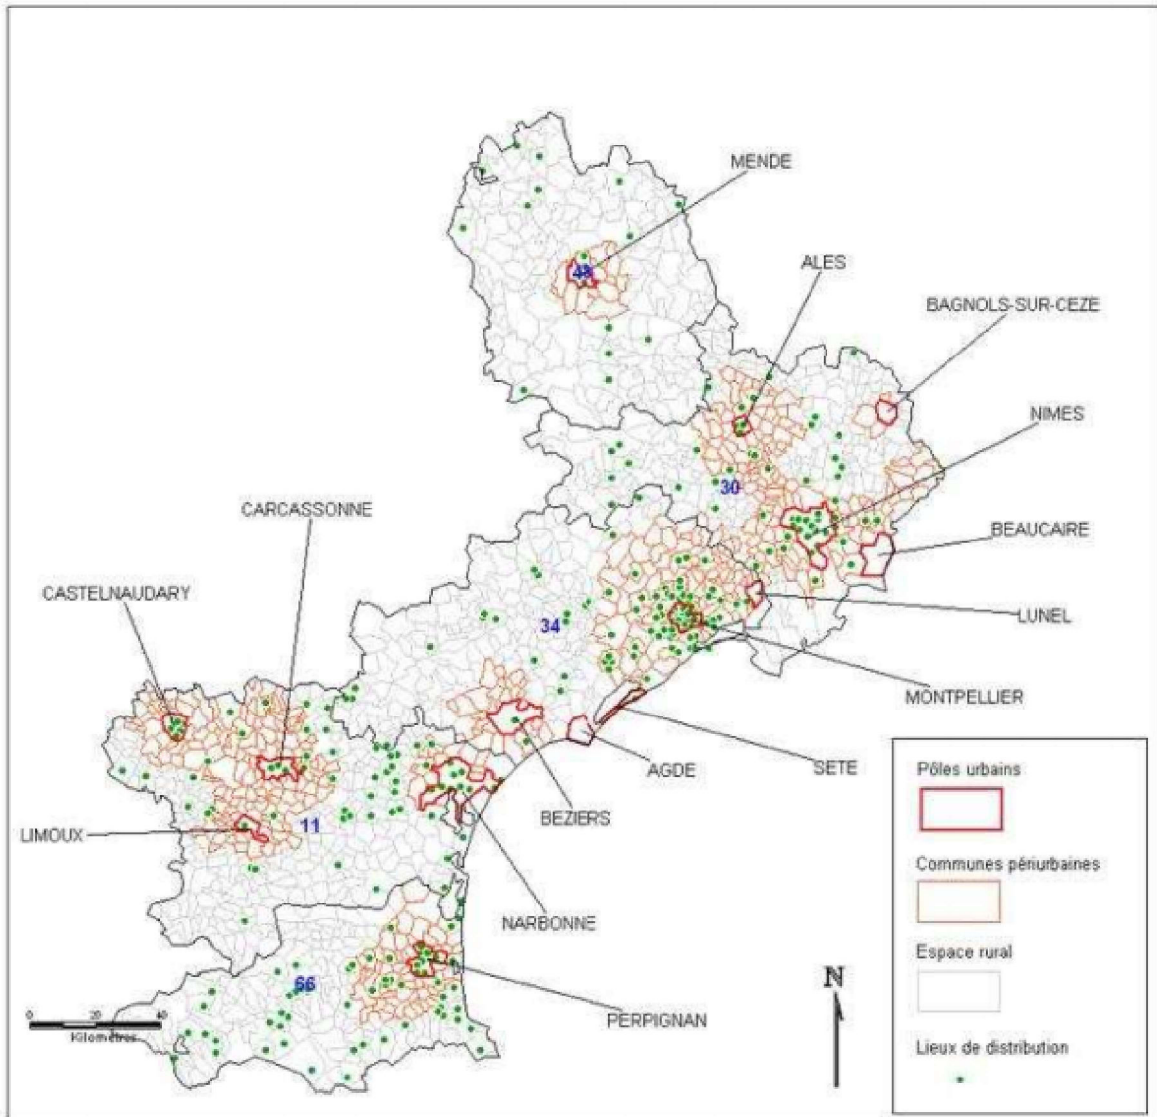 MENDE
ALES
BAGNOLS-SUR-CEZE
48
NIMES
30
CARCASSONNE
BEAUCAIRE
CASTELNAUDARY
LUNEL
34
MONTPELLIER
AGDE
SETE
BEZIERS
11
LIMOUX
NARBONNE
66
PERPIGNAN
0 20 40
Kilomètres
N
Pôles urbains
Communes périurbaines
Espace rural
Lieux de distribution